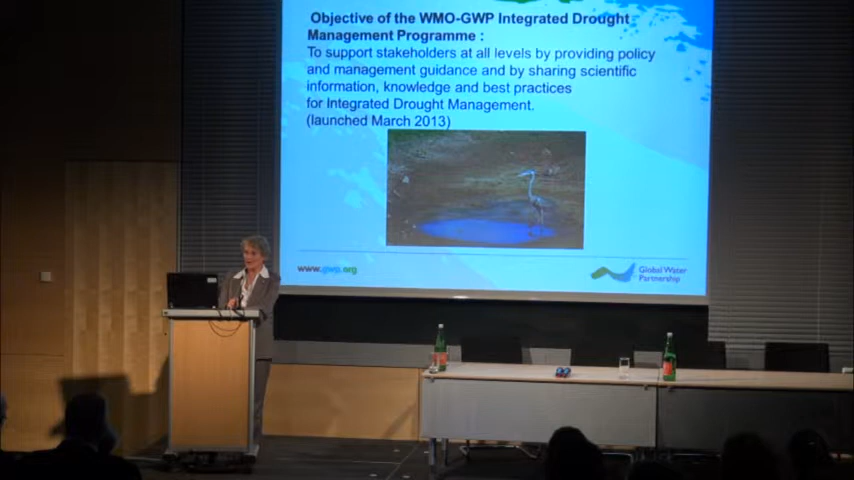 Objective of the WMO-GWP Integrated Drought
Management Programme :
To support stakeholders at all levels by providing policy
and management guidance and by sharing scientific
information, knowledge and best practices
for Integrated Drought Management.
(launched March 2013)
www.gwp.org
Global Water
Partnership